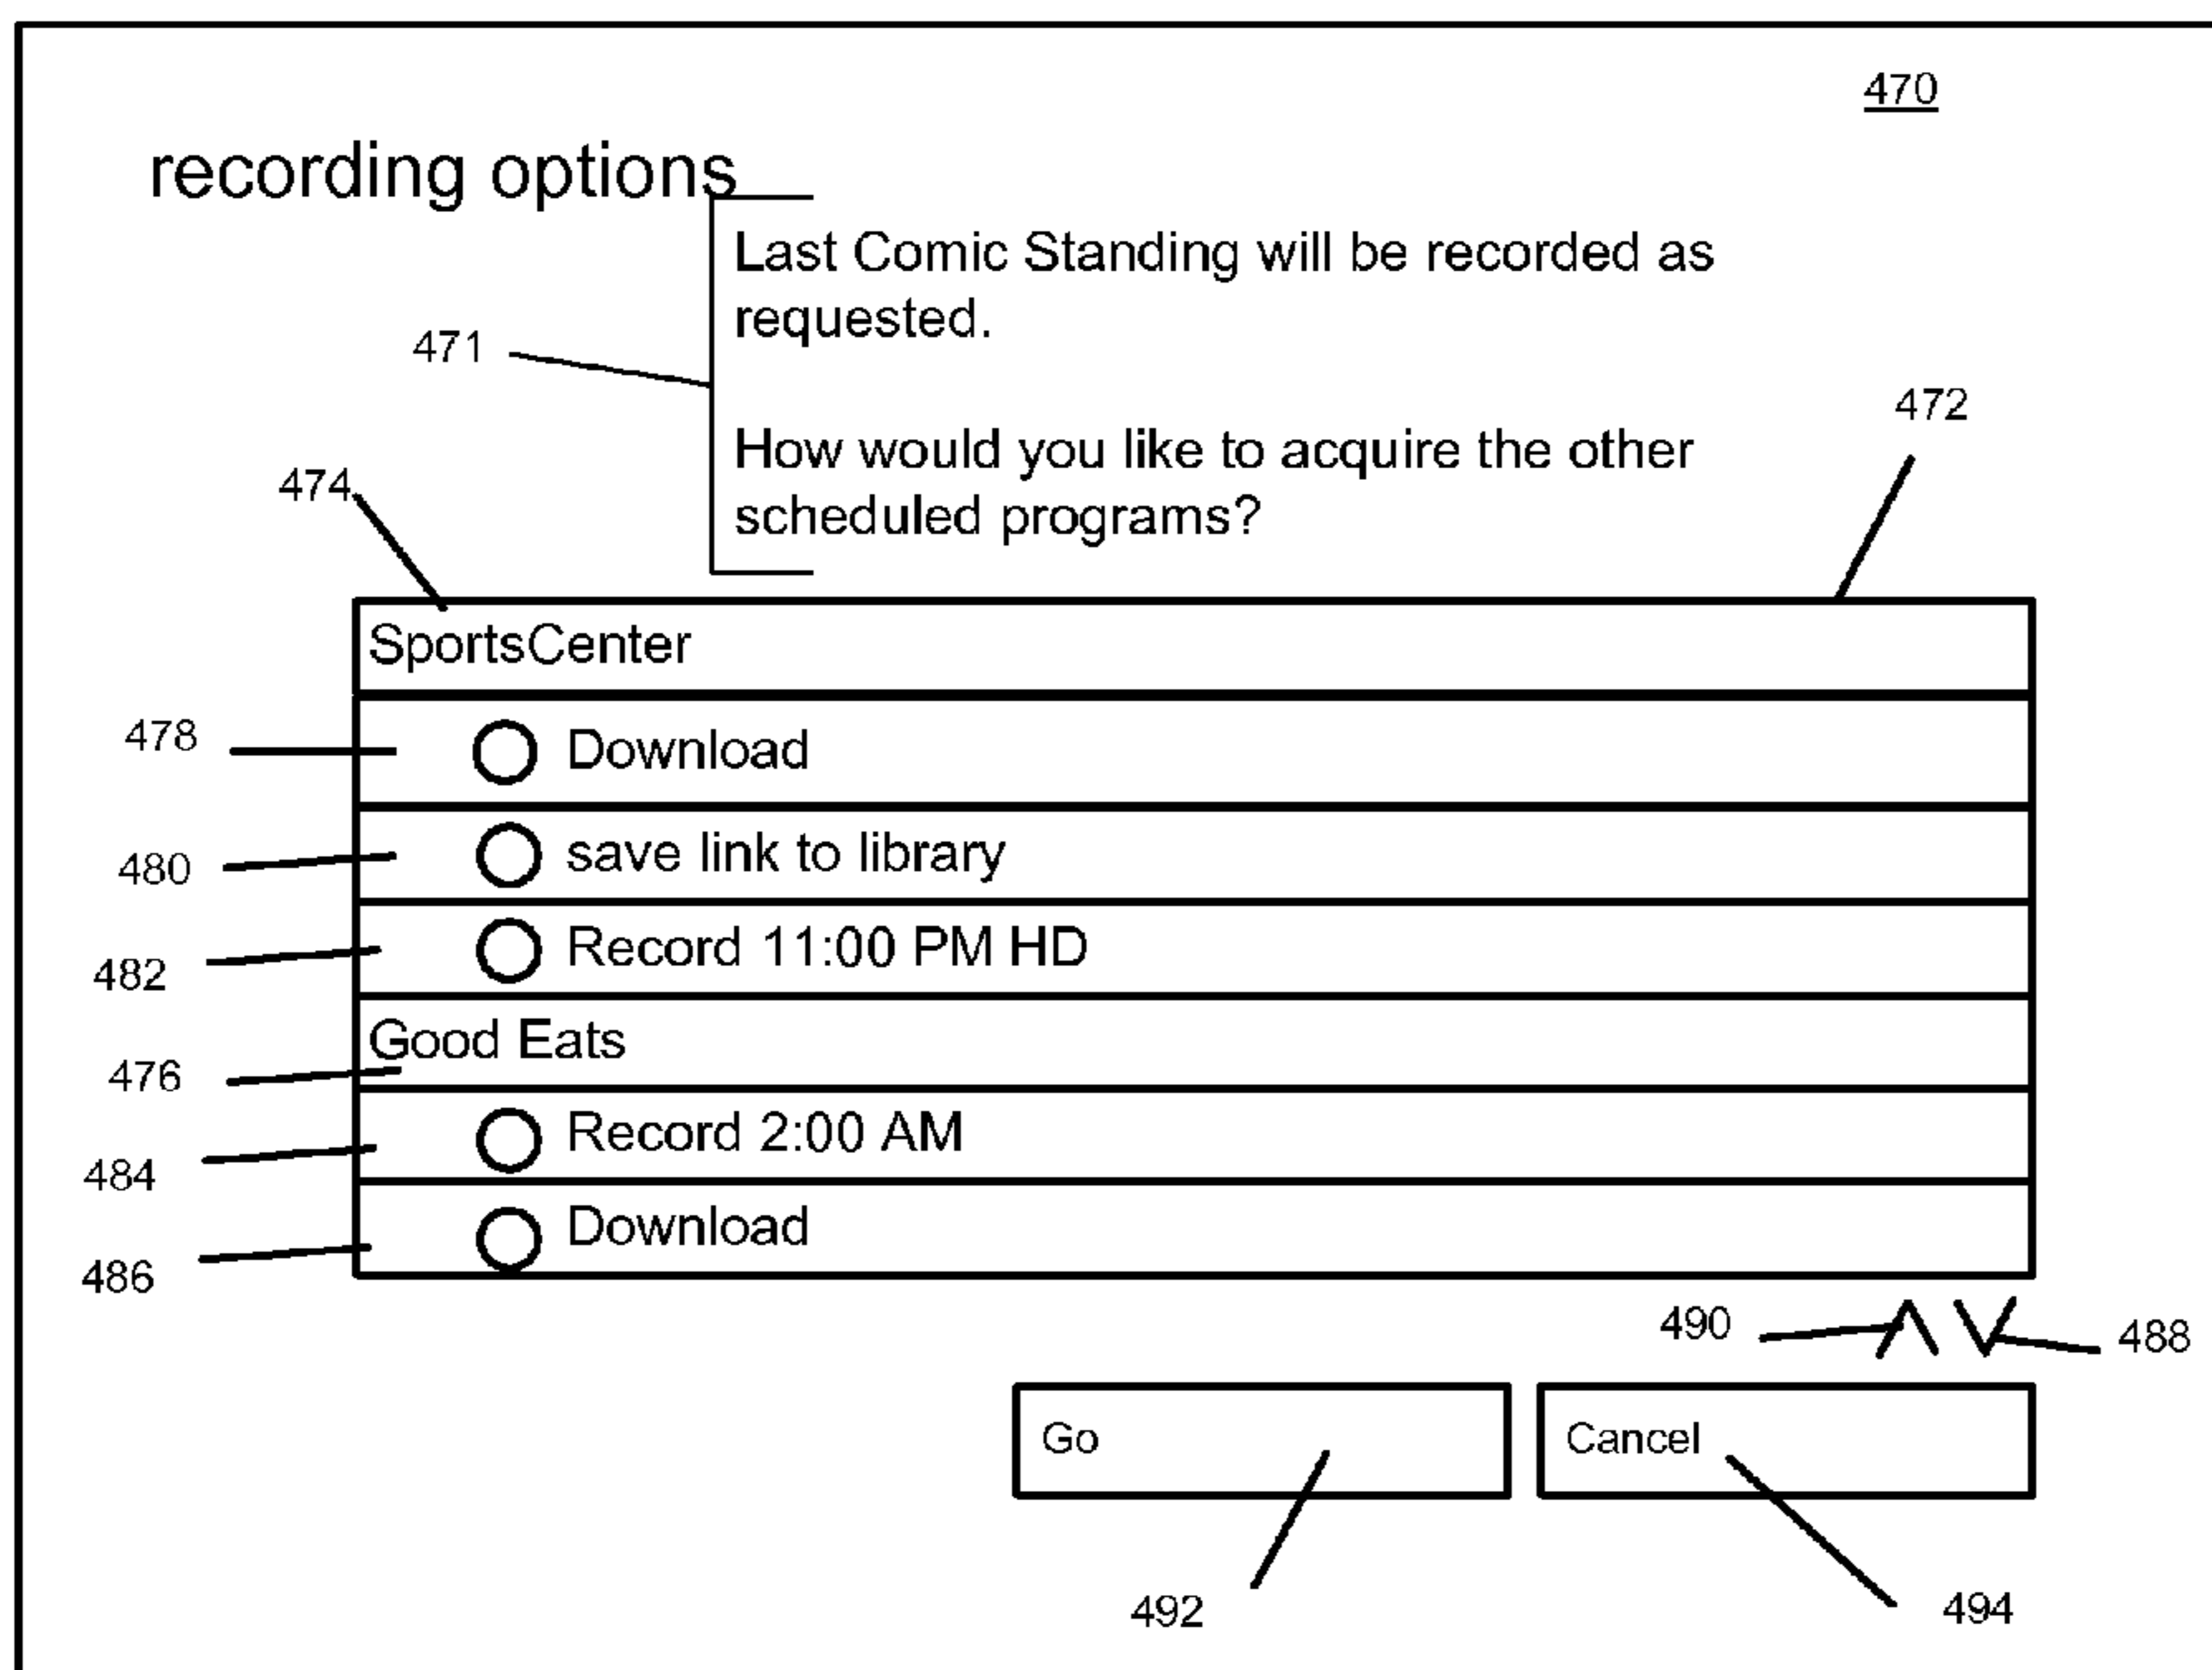 470
recording options
Last Comic Standing will be recorded as
requested.
471
472
How would you like to acquire the other
scheduled programs?
474
SportsCenter
478
Download
480
save link to library
482
Record 11:00 PM HD
Good Eats
476
Record 2:00 AM
484
Download
486
490
488
Go
Cancel
492
494